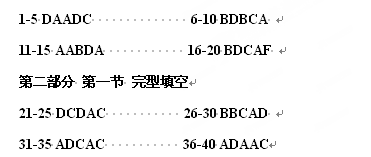 1-5 DAADC 6-10 BDBCA
11-15 AABDA 16-20 BDCAF
第二部分 第一节 完型填空
21-25 DCDAC 26-30 BBCAD
31-35 ADCAC 36-40 ADAAC